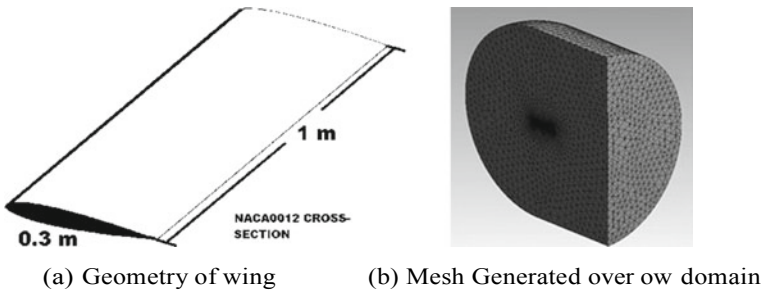 1 m
0.3 m
NACA0012 CROSS-
SECTION
(a) Geometry of wing
(b) Mesh Generated over ow domain